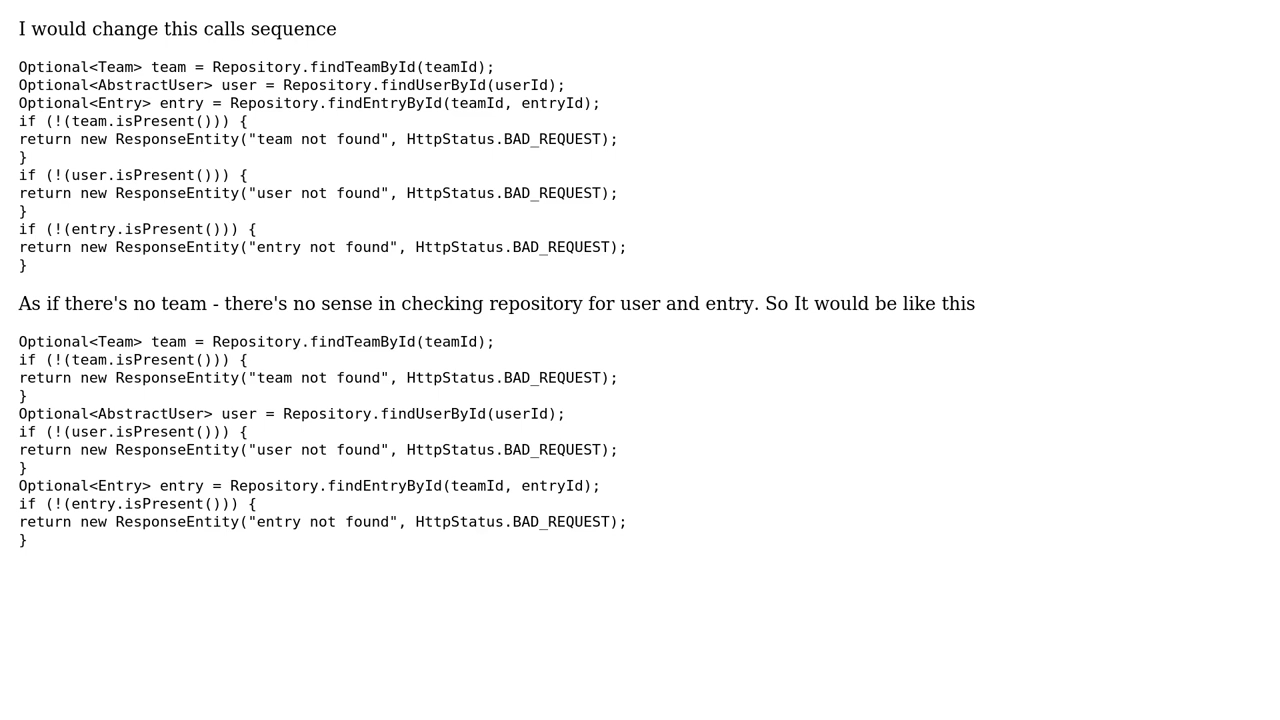 I would change this calls sequence
Optional<Team> team = Repository.findTeamById(teamId);
Optional<AbstractUser> user = Repository.findUserById(userId);
Optional<Entry> entry = Repository.findEntryById(teamId, entryId);
if (!(team.isPresent())) {
return new ResponseEntity("team not found", HttpStatus.BAD_REQUEST);
}
if (!(user.isPresent())) {
return new ResponseEntity("user not found", HttpStatus.BAD_REQUEST);
}
if (!(entry.isPresent())) {
return new ResponseEntity("entry not found", HttpStatus.BAD_REQUEST);
}
As if there's no team - there's no sense in checking repository for user and entry. So It would be like this
Optional<Team> team = Repository.findTeamById(teamId);
if (!(team.isPresent())) {
return new ResponseEntity("team not found", HttpStatus.BAD_REQUEST);
}
Optional<AbstractUser> user = Repository.findUserById(userId);
if (!(user.isPresent())) {
return new ResponseEntity("user not found", HttpStatus.BAD_REQUEST);
}
Optional<Entry> entry = Repository.findEntryById(teamId, entryId);
if (!(entry.isPresent())) {
return new ResponseEntity("entry not found", HttpStatus.BAD_REQUEST);
}